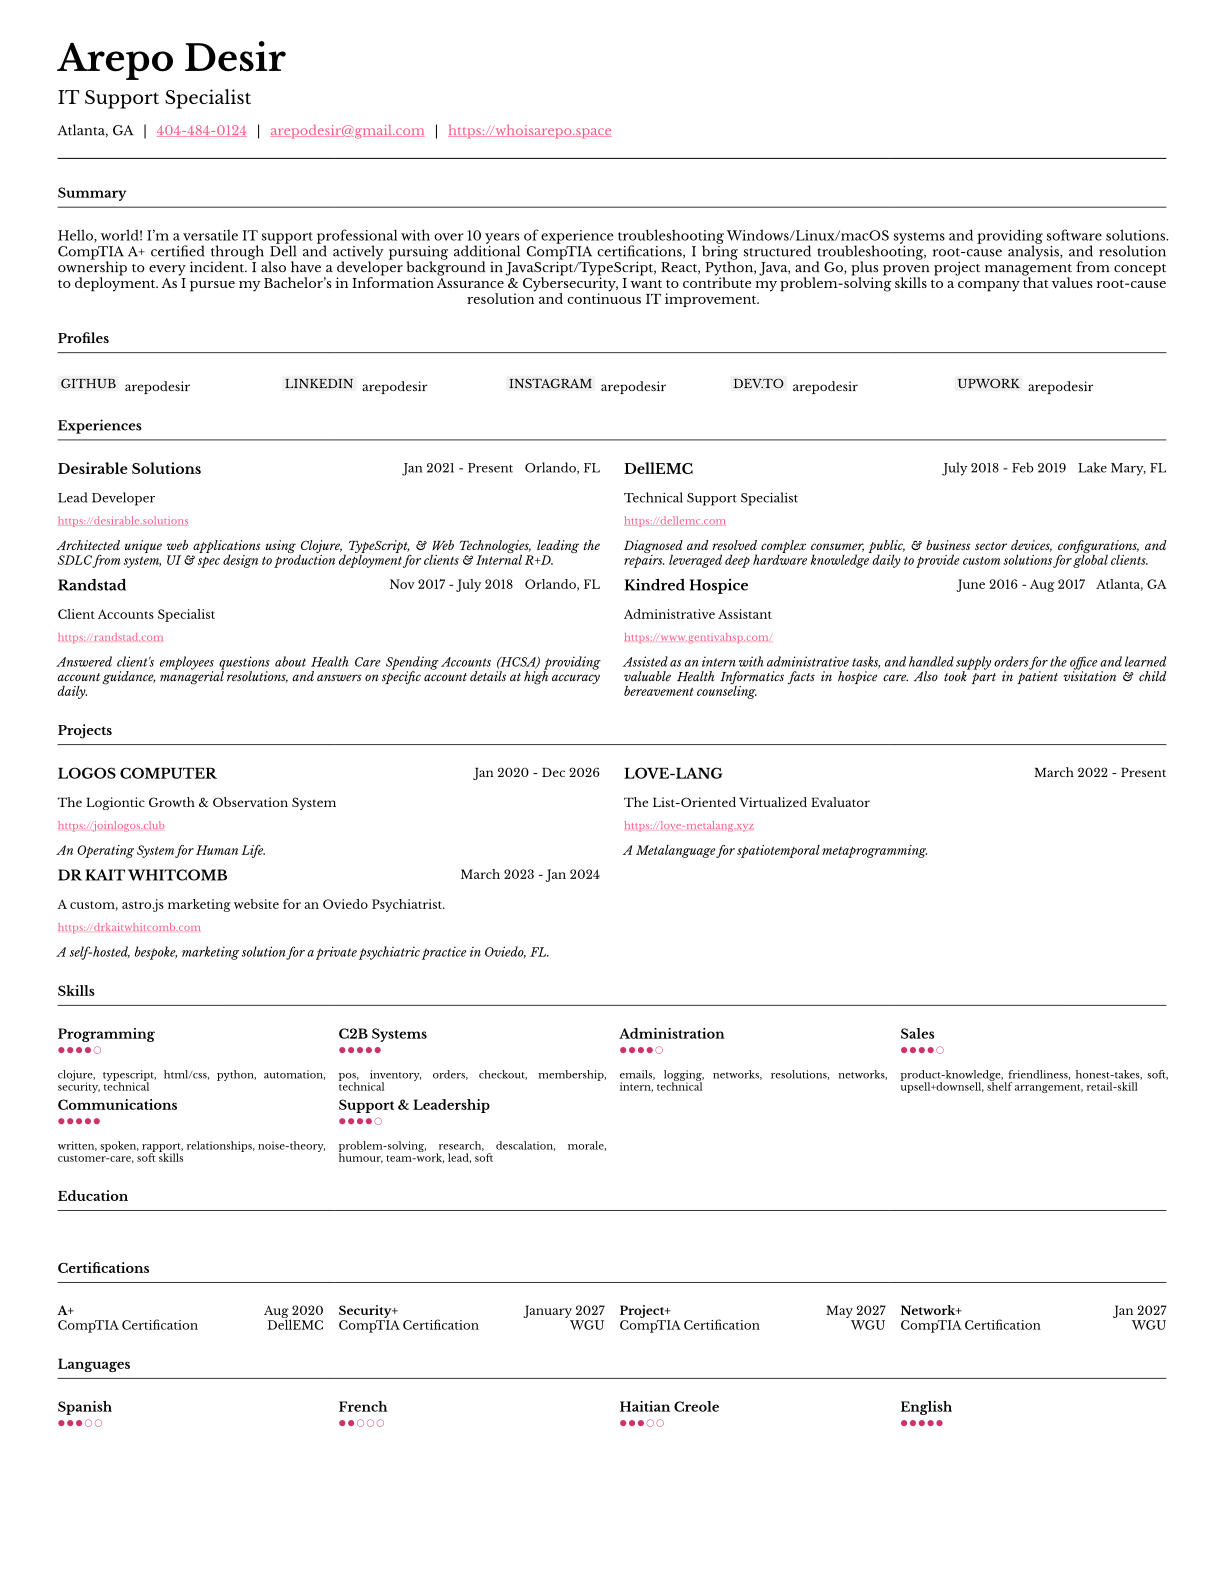 Arepo Desir
IT Support Specialist
Atlanta, GA | 404-484-0124 | arepodesir@gmail.com | https://whoisarepo.space
Summary
Hello, world! I'm a versatile IT support professional with over 10 years of experience troubleshooting Windows/Linux/macOS systems and providing software solutions.
CompTIA A+ certified through Dell and actively pursuing additional CompTIA certifications, I bring structured troubleshooting, root-cause analysis, and resolution
ownership to every incident. I also have a developer background in JavaScript/TypeScript, React, Python, Java, and Go, plus proven project management from concept
to deployment. As I pursue my Bachelor's in Information Assurance & Cybersecurity, I want to contribute my problem-solving skills to a company that values root-cause
resolution and continuous IT improvement.
Profiles
GITHUB arepodesir LINKEDIN arepodesir INSTAGRAM arepodesir DEV.TO arepodesir UPWORK arepodesir
Experiences
Desirable Solutions Jan 2021 - Present Orlando, FL
Lead Developer
https://desirable.solutions
Architected unique web applications using Clojure, TypeScript, & Web Technologies, leading the
SDLC from system, UI & spec design to production deployment for clients & Internal R+D.
DellEMC July 2018 - Feb 2019 Lake Mary, FL
Technical Support Specialist
https://dellemc.com
Diagnosed and resolved complex consumer, public, & business sector devices, configurations, and
repairs. leveraged deep hardware knowledge daily to provide custom solutions for global clients.
Randstad Nov 2017 - July 2018 Orlando, FL
Client Accounts Specialist
https://randstad.com
Answered client's employees questions about Health Care Spending Accounts (HCSA) providing
account guidance, managerial resolutions, and answers on specific account details at high accuracy
daily.
Kindred Hospice June 2016 - Aug 2017 Atlanta, GA
Administrative Assistant
https://www.gentivahsp.com/
Assisted as an intern with administrative tasks, and handled supply orders for the office and learned
valuable Health Informatics facts in hospice care. Also took part in patient visitation & child
bereavement counseling.
Projects
LOGOS COMPUTER Jan 2020 - Dec 2026
The Logiontic Growth & Observation System
https://joinlogos.club
An Operating System for Human Life.
LOVE-LANG March 2022 - Present
The List-Oriented Virtualized Evaluator
https://love-metalang.xyz
A Metalanguage for spatiotemporal metaprogramming.
DR KAIT WHITCOMB March 2023 - Jan 2024
A custom, astro.js marketing website for an Oviedo Psychiatrist.
https://drkaitwhitcomb.com
A self-hosted, bespoke, marketing solution for a private psychiatric practice in Oviedo, FL.
Skills
Programming
clojure, typescript, html/css, python, automation,
security, technical
C2B Systems
pos, inventory, orders, checkout, membership,
technical
Administration
emails, logging, networks, resolutions, networks,
intern, technical
Sales
product-knowledge, friendliness, honest-takes, soft,
upsell+downsell, shelf arrangement, retail-skill
Communications
written, spoken, rapport, relationships, noise-theory,
customer-care, soft skills
Support & Leadership
problem-solving, research, descalation, morale,
humour, team-work, lead, soft
Education
Certifications
A+ Aug 2020
CompTIA Certification DellEMC
Security+ January 2027
CompTIA Certification WGU
Project+ May 2027
CompTIA Certification WGU
Network+ Jan 2027
CompTIA Certification WGU
Languages
Spanish French Haitian Creole English